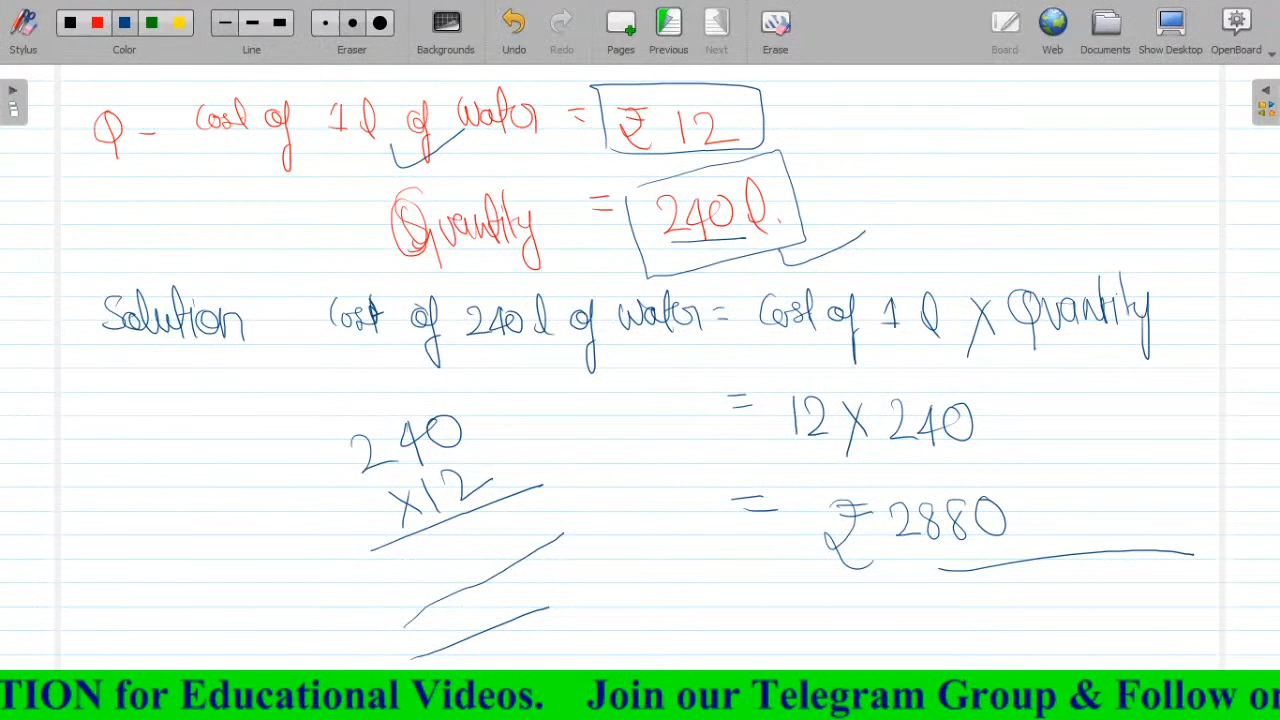 Stylus Color Line Eraser Backgrounds Undo Redo Pages Previous Next Erase Board Web Documents Show Desktop OpenBoard
Q - cost of 1 l of water = ₹ 12
Quantity = 240 l.
Solution cost of 240 l of water = cost of 1 l X Quantity
= 12 X 240
240
x12
= ₹ 2880
TION for Educational Videos. Join our Telegram Group & Follow o